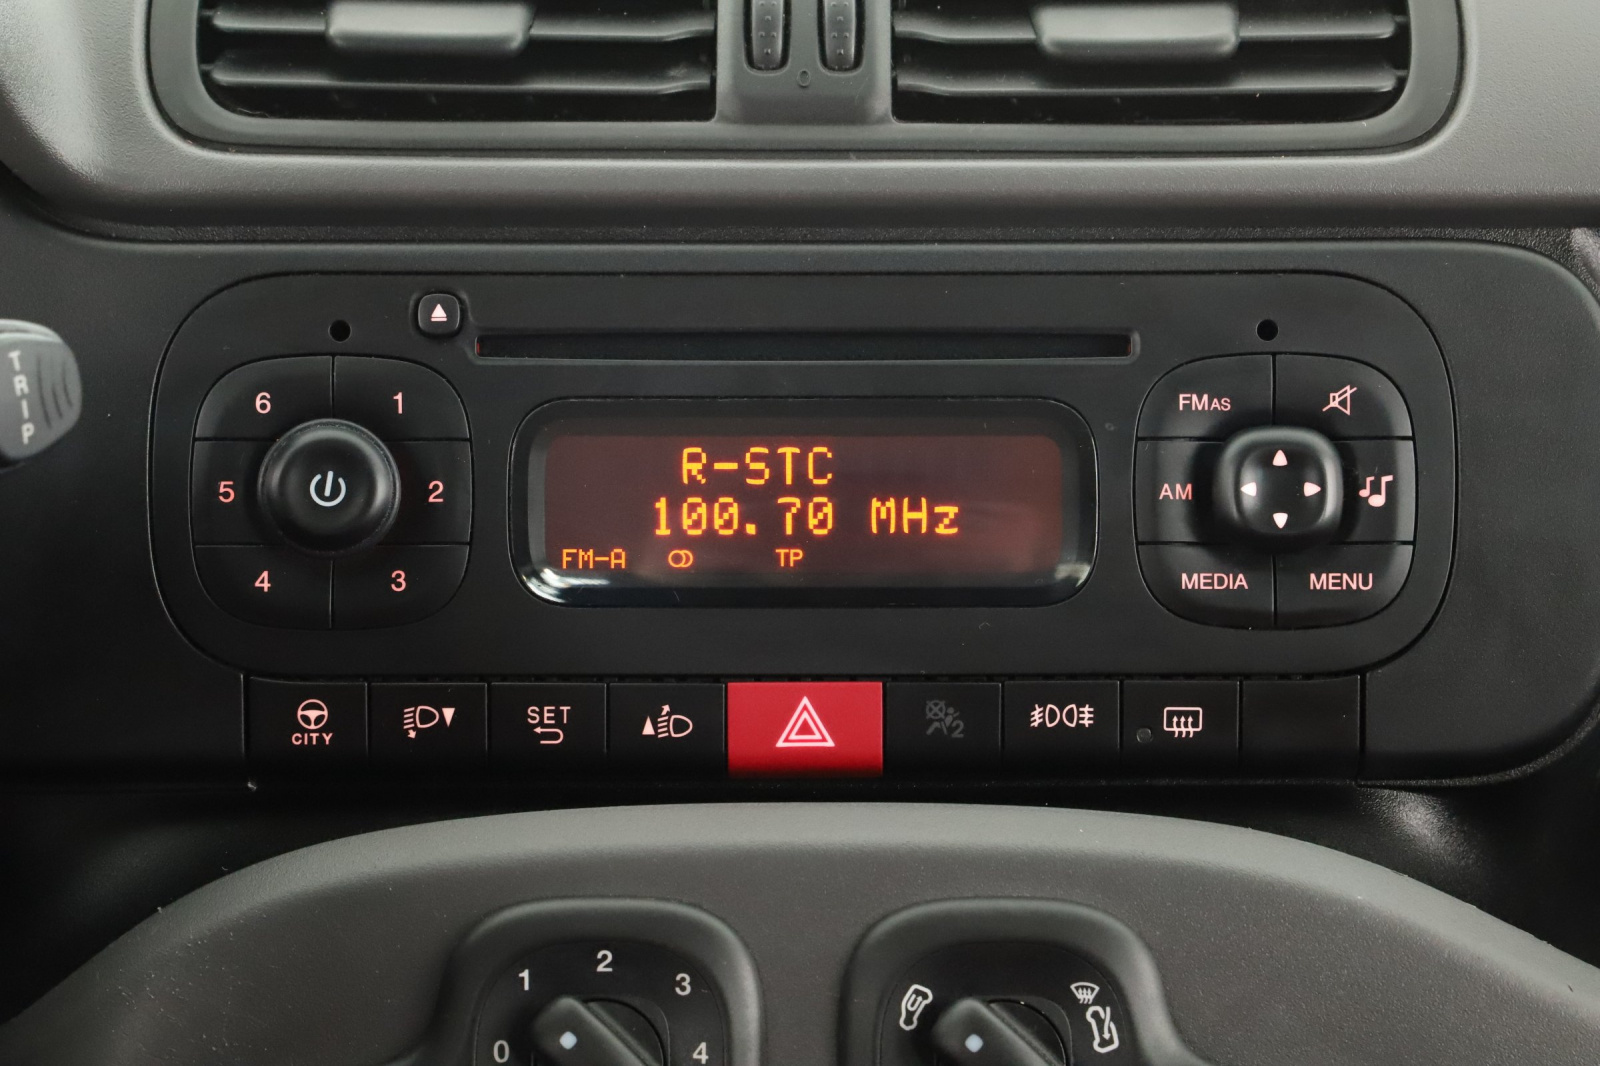 TRIP
6 1
5 2
4 3
R-STC
100.70 MHz
FM-A TP
FMAS
AM
MEDIA MENU
CITY
SET
2
0 1 2 3 4